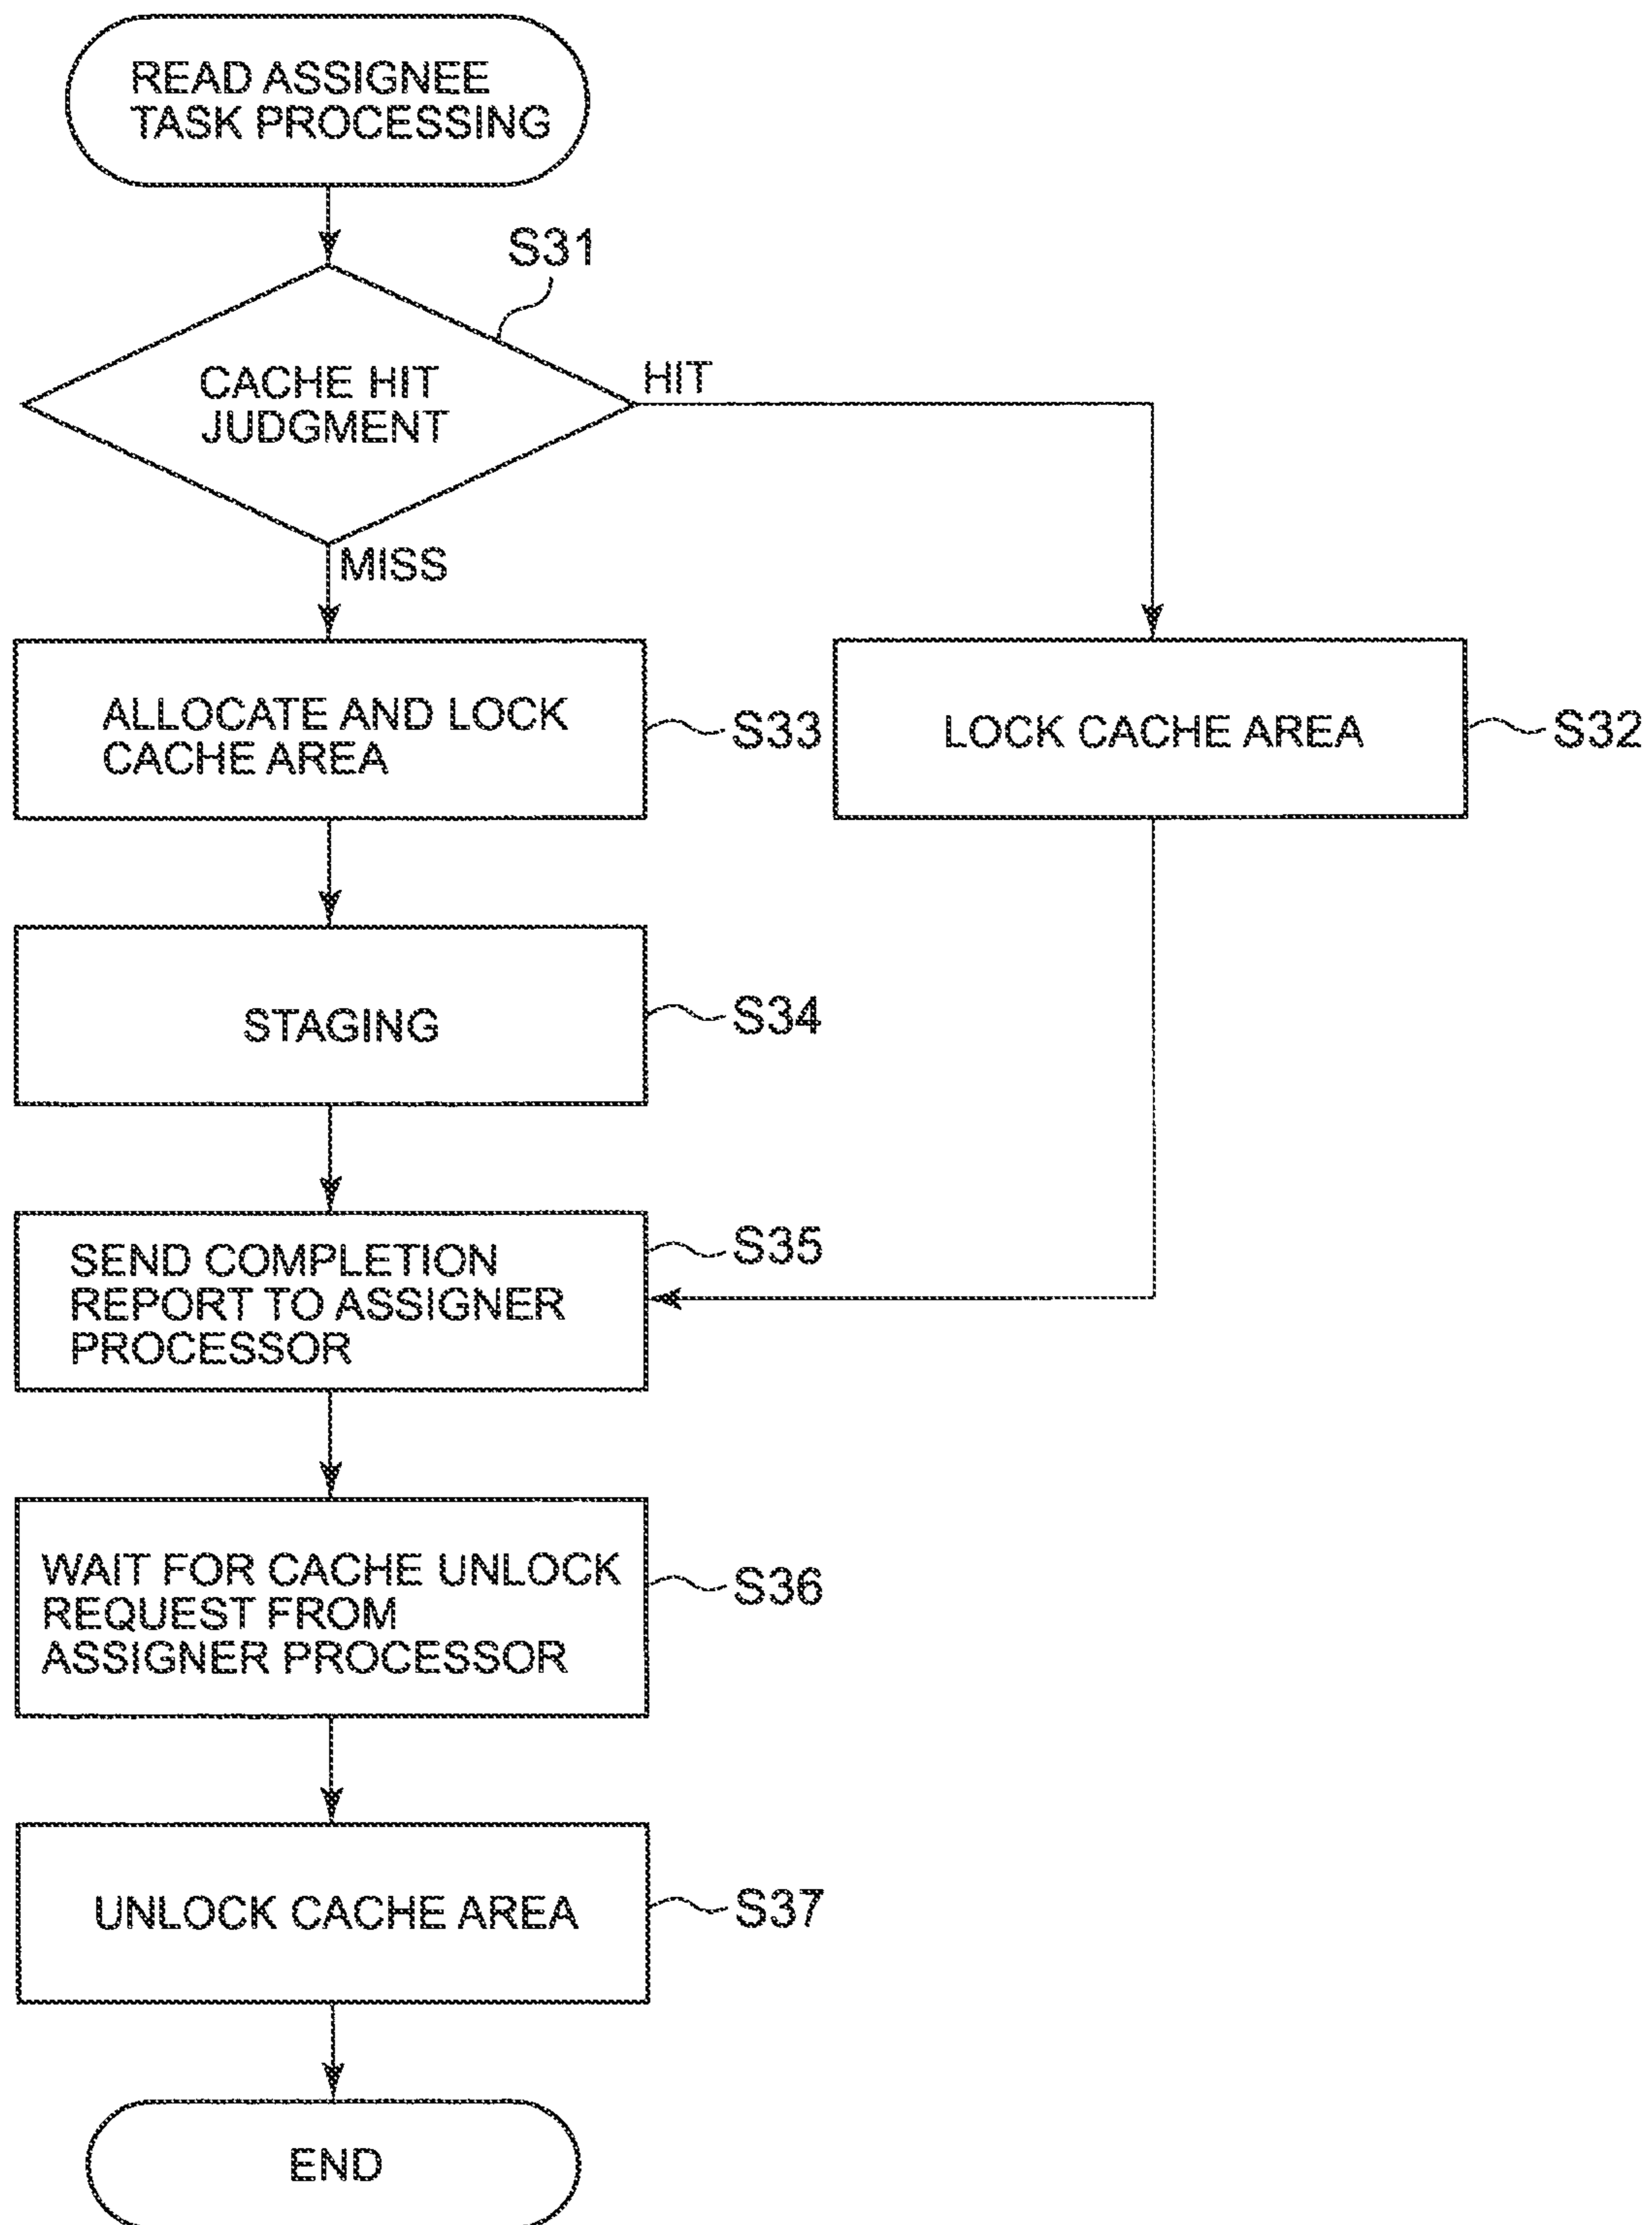 READ ASSIGNEE
TASK PROCESSING
S31
CACHE HIT
JUDGMENT
HIT
MISS
ALLOCATE AND LOCK
CACHE AREA
S33
LOCK CACHE AREA
S32
STAGING
S34
SEND COMPLETION
REPORT TO ASSIGNER
PROCESSOR
S35
WAIT FOR CACHE UNLOCK
REQUEST FROM
ASSIGNER PROCESSOR
S36
UNLOCK CACHE AREA
S37
END